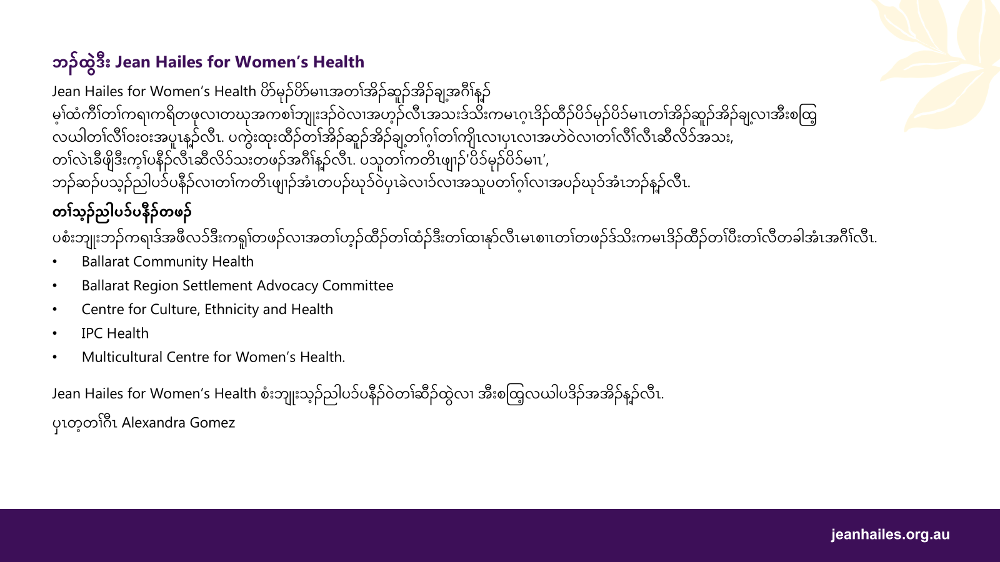 ဘၣ်ထွဲဒီး Jean Hailes for Women’s Health
Jean Hailes for Women’s Health ပိာ်မုၣ်ပိာ်မၢၤအတၢ်အိၣ်ဆူၣ်အိၣ်ချ့အဂီၢ်န့ၣ်
မ့ၢ်ထံကီၢ်တၢ်ကရၢကရိတဖုလၢတဃုအကစၢ်ဘျုးဒၣ်ဝဲလၢအဟ့ၣ်လီၤအသးဒ်သိးကမၤဂ့ၤဒိၣ်ထီၣ်ပိာ်မုၣ်ပိာ်မၢၤတၢ်အိၣ်ဆူၣ်အိၣ်ချ့လၢအီးစထြ့
လယါတၢ်လီၢ်ဝးဝးအပူၤန့ၣ်လီၤ. ပကွဲးထုးထီၣ်တၢ်အိၣ်ဆူၣ်အိၣ်ချ့တၢ်ဂ့ၢ်တၢ်ကျိၤလၢပှၤလၢအဟဲဝဲလၢတၢ်လီၢ်လီၤဆီလိာ်အသး,
တၢ်လဲၤခီဖျိဒီးက့ၢ်ပနီၣ်လီၤဆီလိာ်သးတဖၣ်အဂီၢ်န့ၣ်လီၤ. ပသူတၢ်ကတိၤဖျၢၣ်'ပိာ်မုၣ်ပိာ်မၢၤ’,
ဘၣ်ဆၣ်ပသ့ၣ်ညါပာ်ပနီၣ်လၢတၢ်ကတိၤဖျၢၣ်အံၤတပၣ်ဃုာ်ဝဲပှၤခဲလၢာ်လၢအသူပတၢ်ဂ့ၢ်လၢအပၣ်ဃုာ်အံၤဘၣ်န့ၣ်လီၤ.
တၢ်သ့ၣ်ညါပာ်ပနီၣ်တဖၣ်
ပစံးဘျုးဘၣ်ကရၢဒ်အဖီလာ်ဒီးကရူၢ်တဖၣ်လၢအတၢ်ဟ့ၣ်ထီၣ်တၢ်ထံၣ်ဒီးတၢ်ထၢနုာ်လီၤမၤစၢၤတၢ်တဖၣ်ဒ်သိးကမၤဒိၣ်ထီၣ်တၢ်ပီးတၢ်လီတခါအံၤအဂီၢ်လီၤ.
• Ballarat Community Health
• Ballarat Region Settlement Advocacy Committee
• Centre for Culture, Ethnicity and Health
• IPC Health
• Multicultural Centre for Women’s Health.
Jean Hailes for Women’s Health စံးဘျုးသ့ၣ်ညါပာ်ပနီၣ်ဝဲတၢ်ဆီၣ်ထွဲလၢ အီးစထြ့လယါပဒိၣ်အအိၣ်န့ၣ်လီၤ.
ပှၤတ့တၢ်ဂီၤ Alexandra Gomez
jeanhailes.org.au